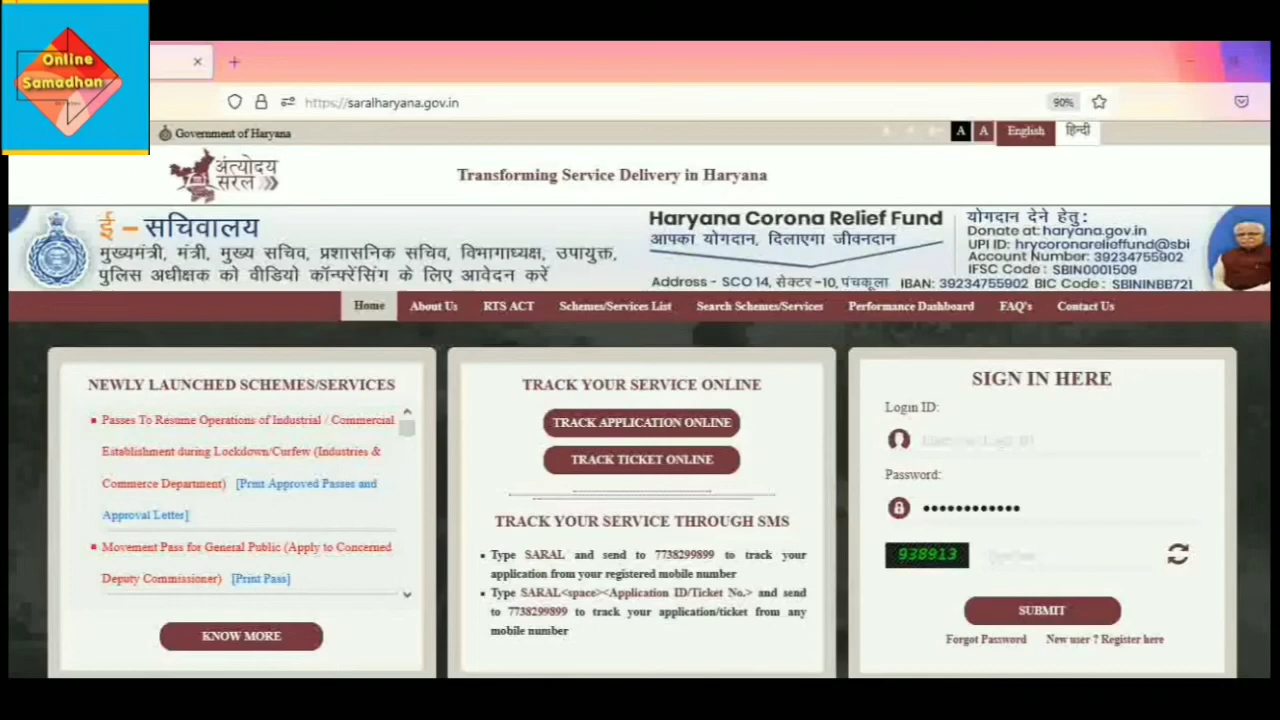 Online
Samadhan
https://saralharyana.gov.in
90%
Government of Haryana
A A English हिन्दी
अंत्योदय
सरल
Transforming Service Delivery in Haryana
ई – सचिवालय
मुख्यमंत्री, मंत्री, मुख्य सचिव, प्रशासनिक सचिव, विभागाध्यक्ष, उपायुक्त,
पुलिस अधीक्षक को वीडियो कॉन्फ्रेंसिंग के लिए आवेदन करें
Haryana Corona Relief Fund
आपका योगदान, दिलाएगा जीवनदान
Address - SCO 14, सेक्टर -10, पंचकूला
योगदान देने हेतु:
Donate at: haryana.gov.in
UPI ID: hrycoronarelieffund@sbi
Account Number: 39234755902
IFSC Code : SBIN0001509
IBAN: 39234755902 BIC Code : SBININBB721
Home About Us RTS ACT Schemes/Services List Search Schemes/Services Performance Dashboard FAQ's Contact Us
NEWLY LAUNCHED SCHEMES/SERVICES
Passes To Resume Operations of Industrial / Commercial
Establishment during Lockdown/Curfew (Industries &
Commerce Department) [Print Approved Passes and
Approval Letter]
Movement Pass for General Public (Apply to Concerned
Deputy Commissioner) [Print Pass]
KNOW MORE
TRACK YOUR SERVICE ONLINE
TRACK APPLICATION ONLINE
TRACK TICKET ONLINE
TRACK YOUR SERVICE THROUGH SMS
Type SARAL and send to 7738299899 to track your
application from your registered mobile number
Type SARAL<space><Application ID/Ticket No.> and send
to 7738299899 to track your application/ticket from any
mobile number
SIGN IN HERE
Login ID:
Password:
938913
SUBMIT
Forgot Password New user ? Register here